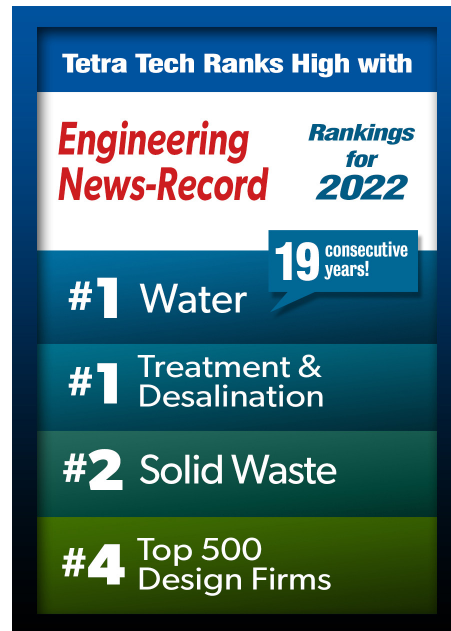 Tetra Tech Ranks High with
Engineering
News-Record
Rankings
for
2022
19 consecutive
years!
#1 Water
#1 Treatment &
Desalination
#2 Solid Waste
#4 Top 500
Design Firms